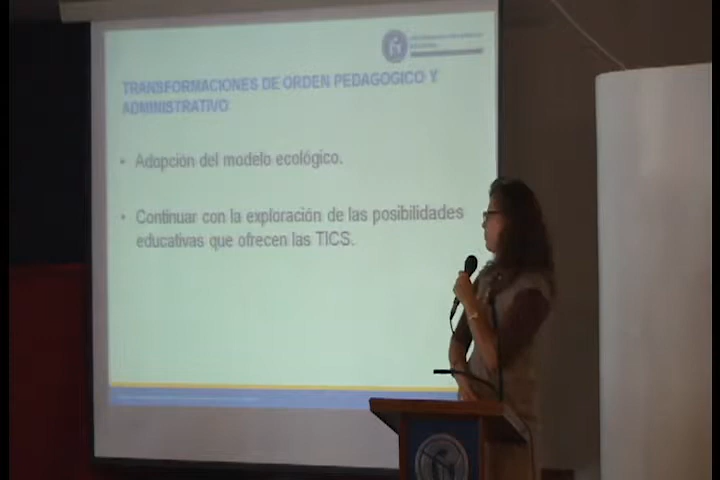 TRANSFORMACIONES DE ORDEN PEDAGOGICO Y
ADMINISTRATIVO
• Adopción del modelo ecológico.
• Continuar con la exploración de las posibilidades
educativas que ofrecen las TICS.